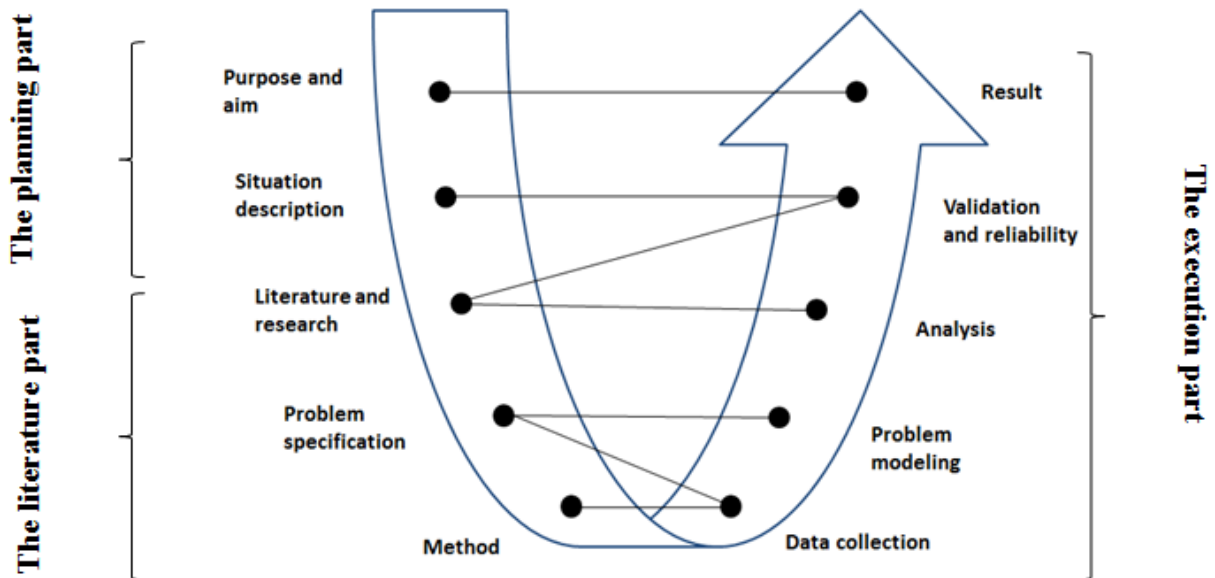 The planning part
The literature part
Purpose and
aim
Situation
description
Literature and
research
Problem
specification
Method
Result
Validation
and reliability
Analysis
Problem
modeling
Data collection
The execution part